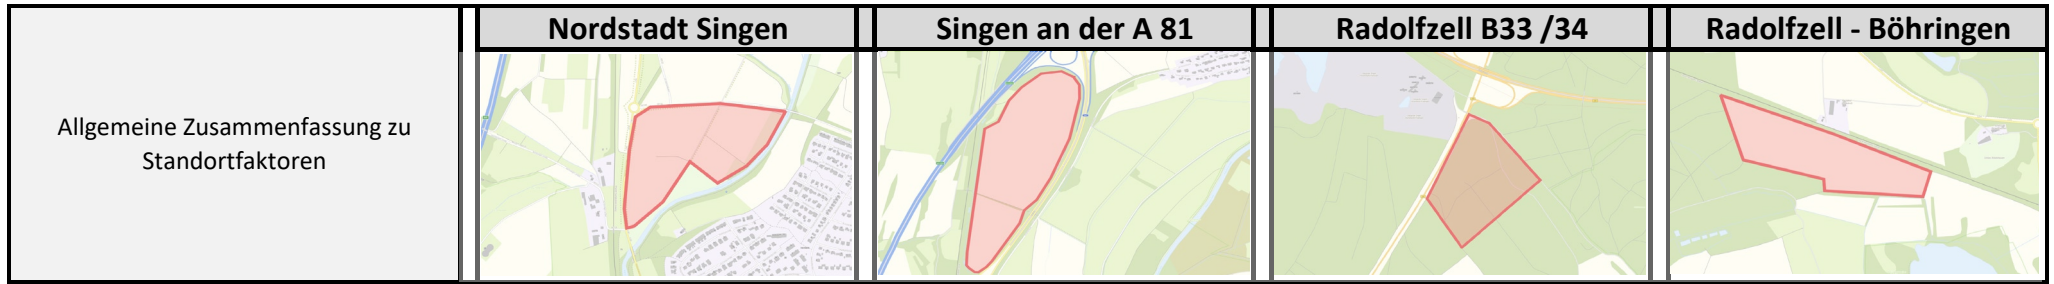 Nordstadt Singen
Singen an der A 81
Radolfzell B33 /34
Radolfzell - Böhringen
Allgemeine Zusammenfassung zu
Standortfaktoren